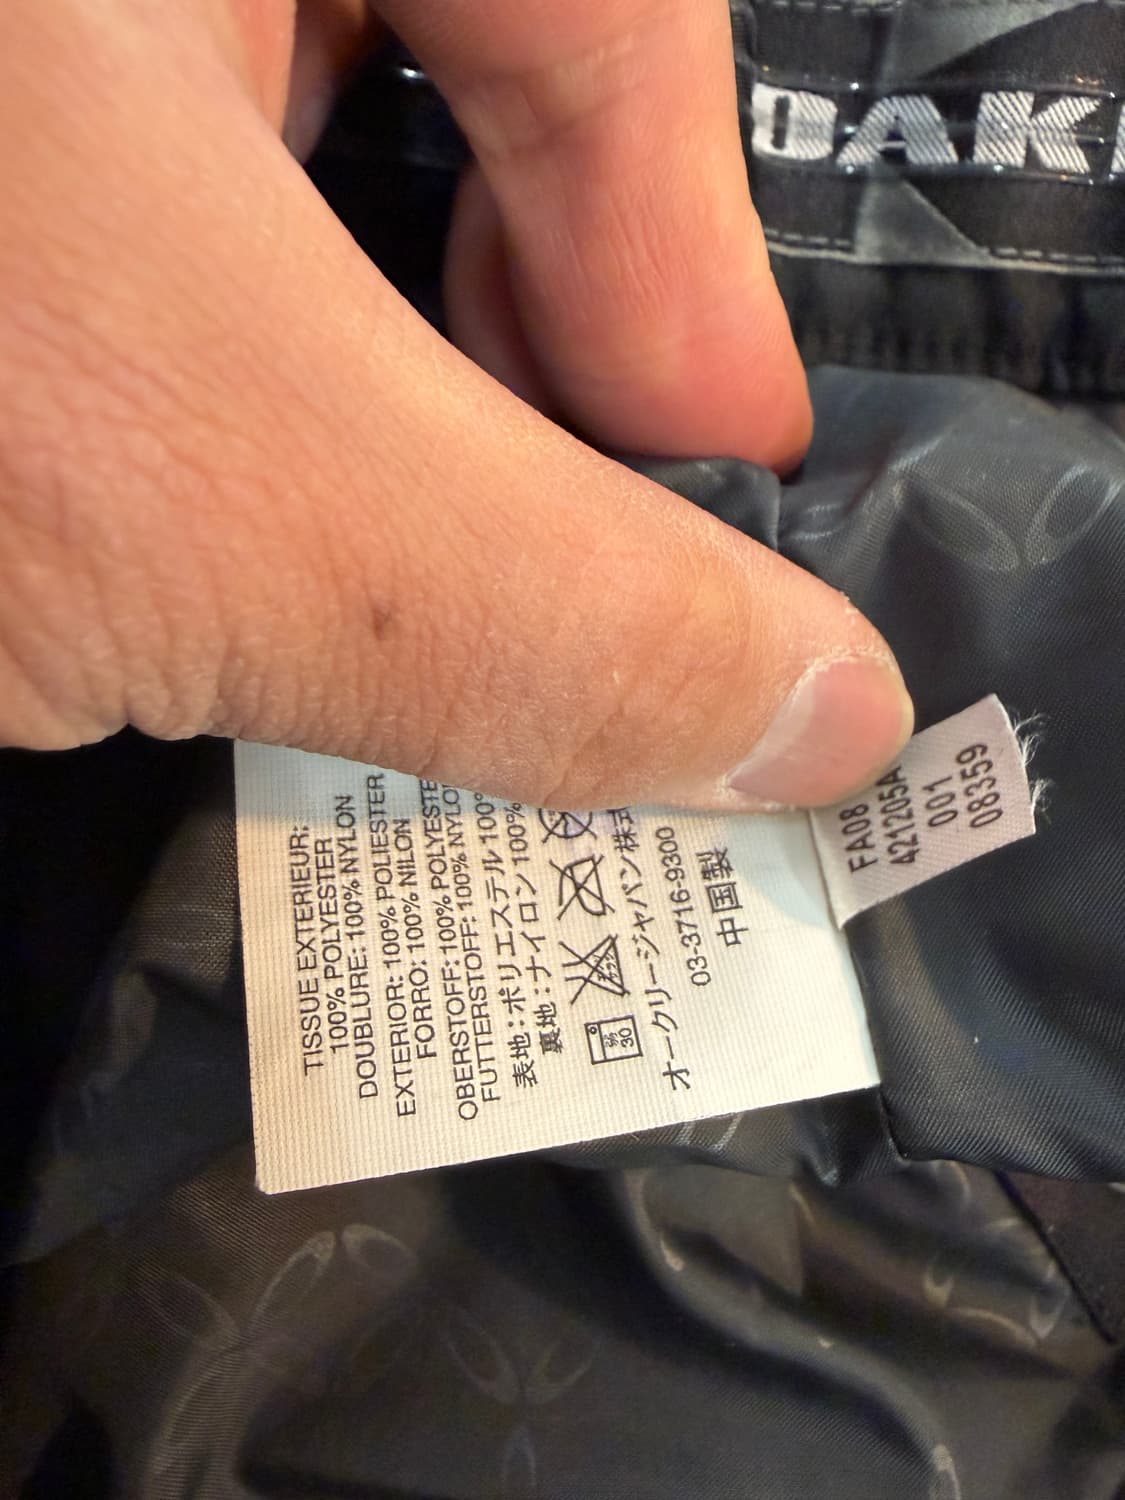 OAK
TISSUE EXTERIEUR:
100% POLYESTER
DOUBLURE: 100% NYLON
EXTERIOR: 100% POLIESTER
FORRO: 100% NILON
OBERSTOFF: 100% POLYESTE
FUTTERSTOFF: 100% NYLO
表地:ポリエステル100%
裏地:ナイロン100%
30
オークリージャパン株式
03-3716-9300
中国製
FA08
421205A
001
08359